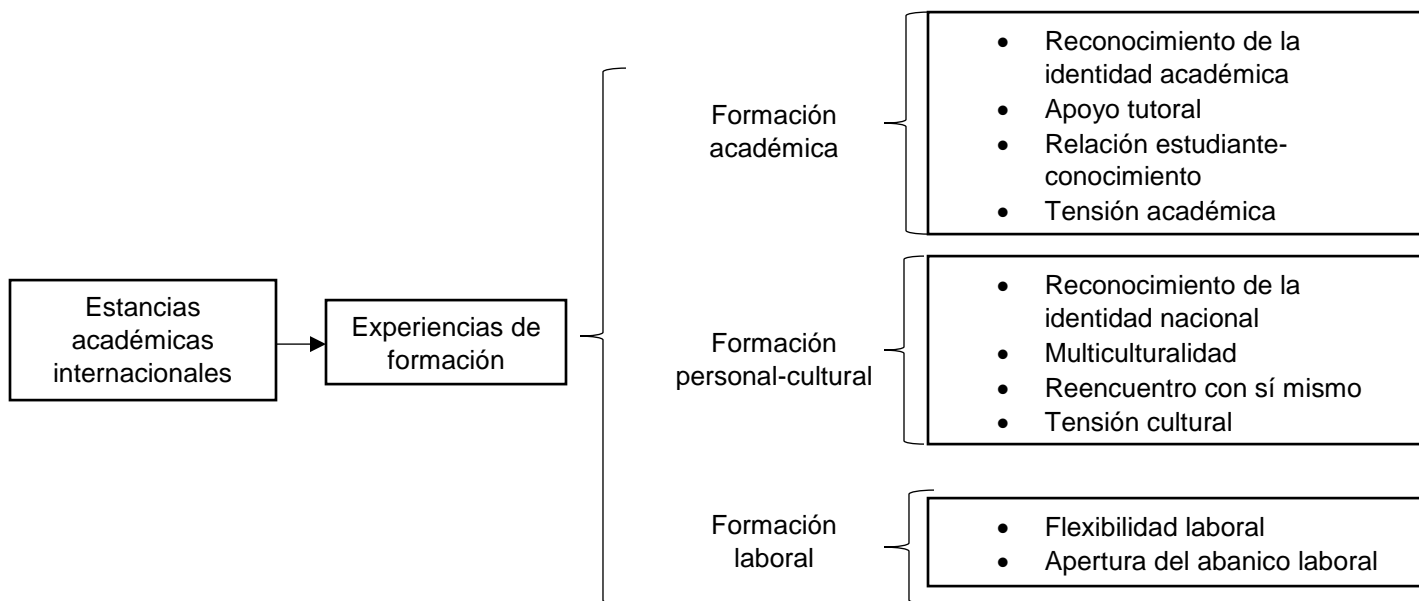 Estancias
académicas
internacionales
Experiencias de
formación
Formación
académica
• Reconocimiento de la
identidad académica
• Apoyo tutoral
• Relación estudiante-
conocimiento
• Tensión académica
Formación
personal-cultural
• Reconocimiento de la
identidad nacional
• Multiculturalidad
• Reencuentro con sí mismo
• Tensión cultural
Formación
laboral
• Flexibilidad laboral
• Apertura del abanico laboral